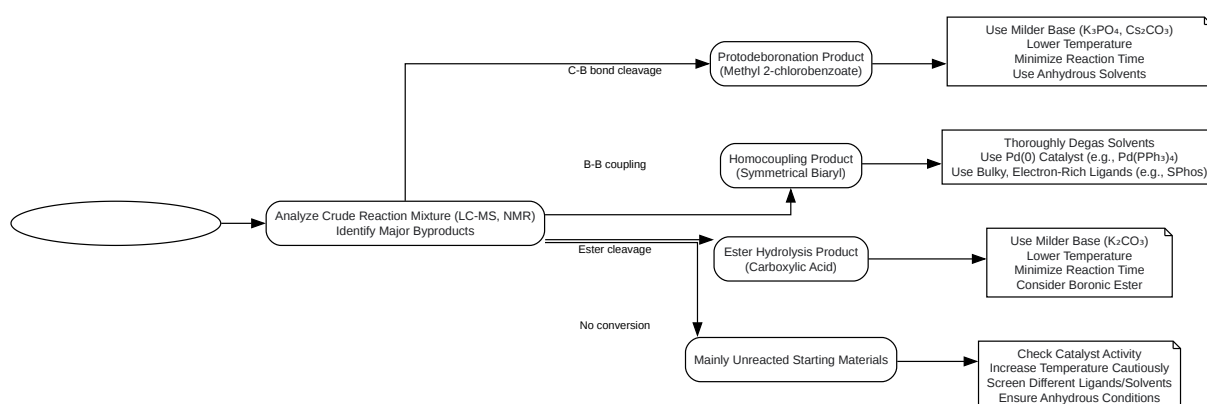 Use Milder Base (K₃PO₄, Cs₂CO₃)
Lower Temperature
Minimize Reaction Time
Use Anhydrous Solvents
Protodeboronation Product
(Methyl 2-chlorobenzoate)
C-B bond cleavage
Thoroughly Degas Solvents
Use Pd(0) Catalyst (e.g., Pd(PPh₃)₄)
Use Bulky, Electron-Rich Ligands (e.g., SPhos)
Homocoupling Product
(Symmetrical Biaryl)
B-B coupling
Analyze Crude Reaction Mixture (LC-MS, NMR)
Identify Major Byproducts
Ester cleavage
Ester Hydrolysis Product
(Carboxylic Acid)
Use Milder Base (K₂CO₃)
Lower Temperature
Minimize Reaction Time
Consider Boronic Ester
No conversion
Mainly Unreacted Starting Materials
Check Catalyst Activity
Increase Temperature Cautiously
Screen Different Ligands/Solvents
Ensure Anhydrous Conditions